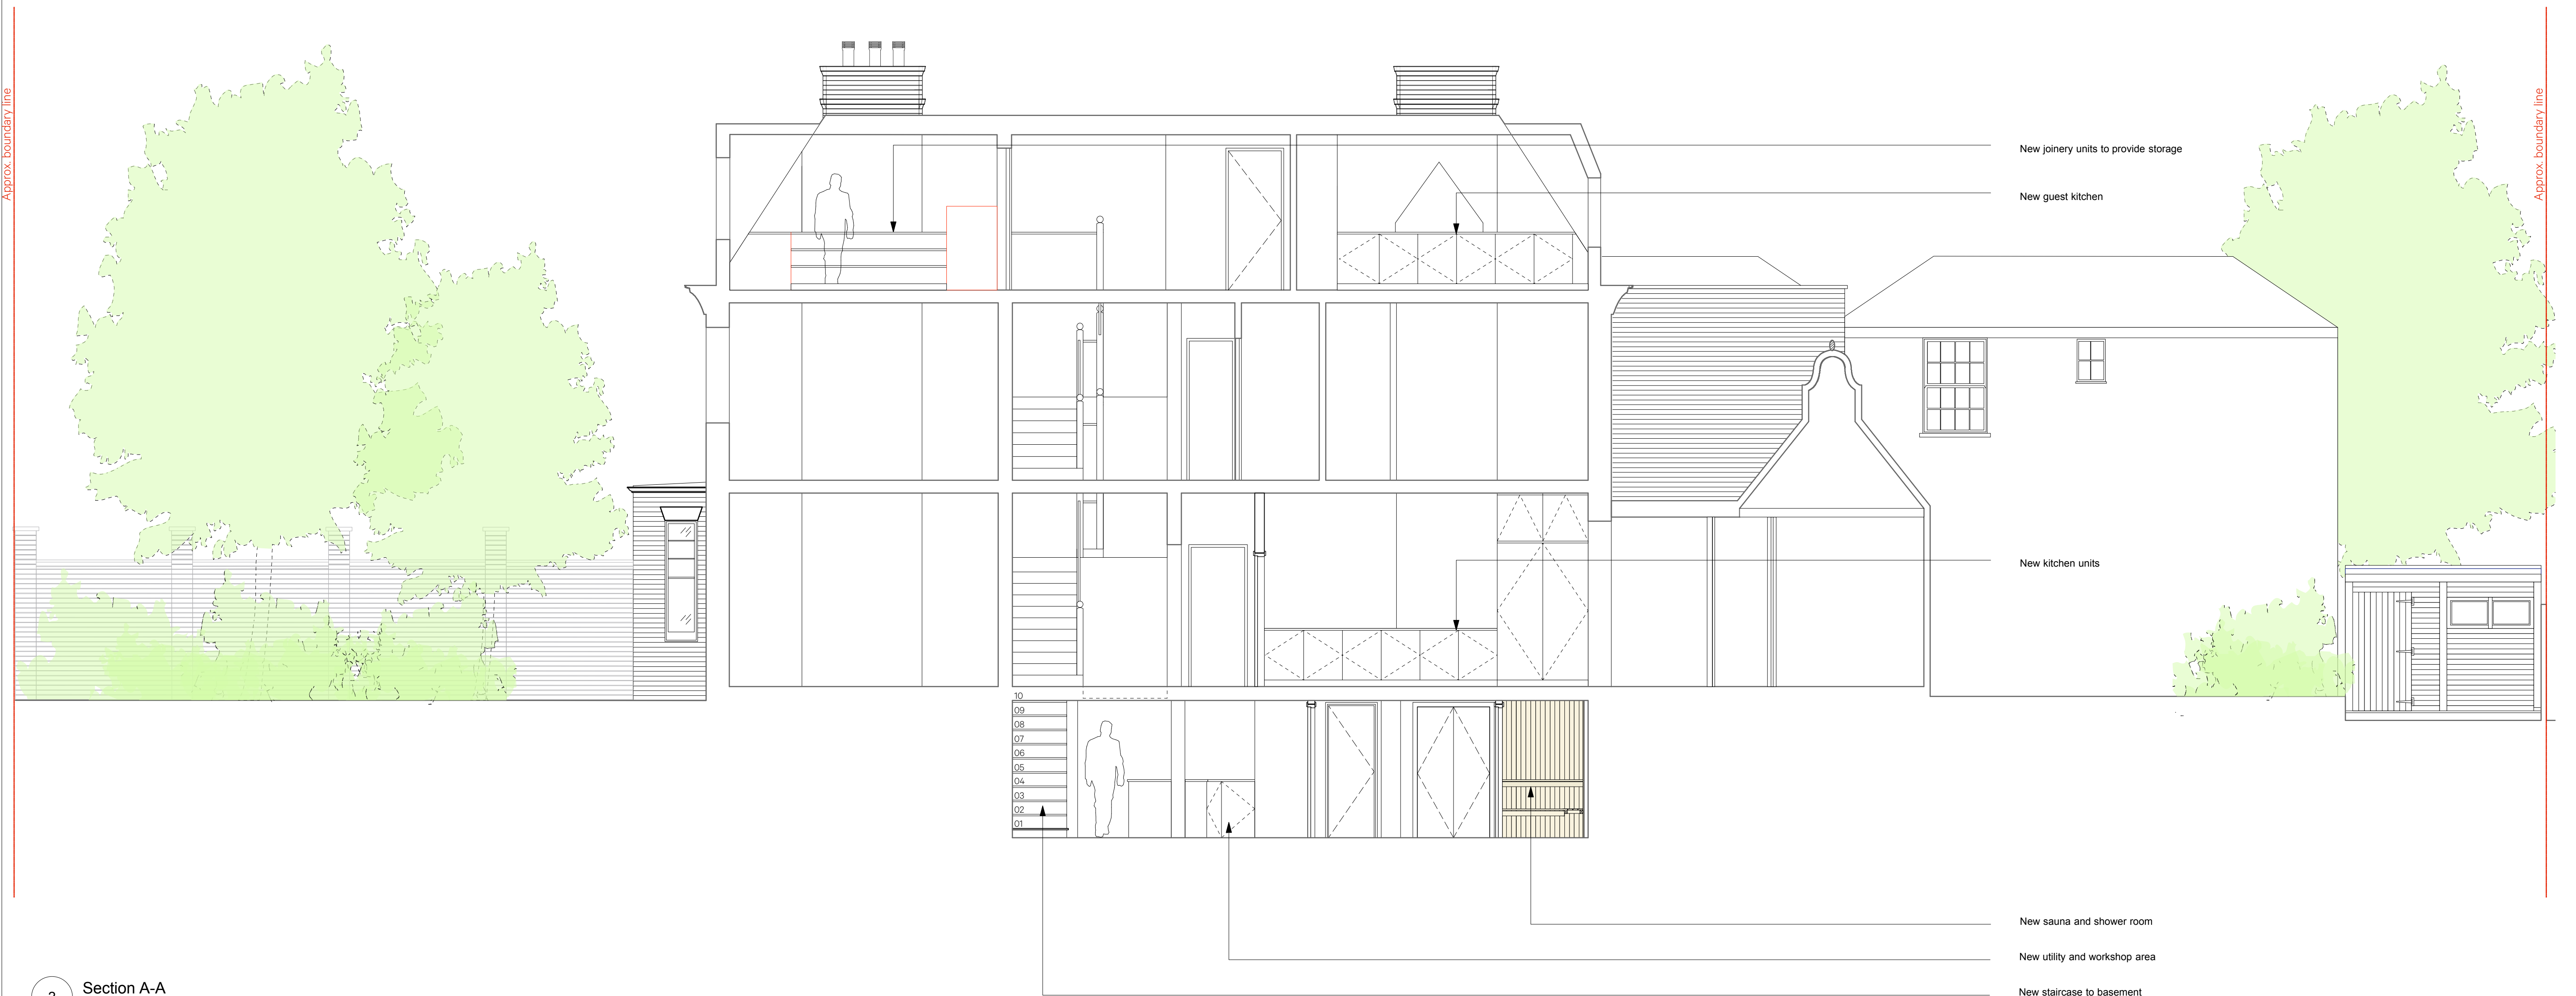 Approx. boundary line
Approx. boundary line
New joinery units to provide storage
New guest kitchen
New kitchen units
10
09
08
07
06
05
04
03
02
01
New sauna and shower room
New utility and workshop area
New staircase to basement
Section A-A